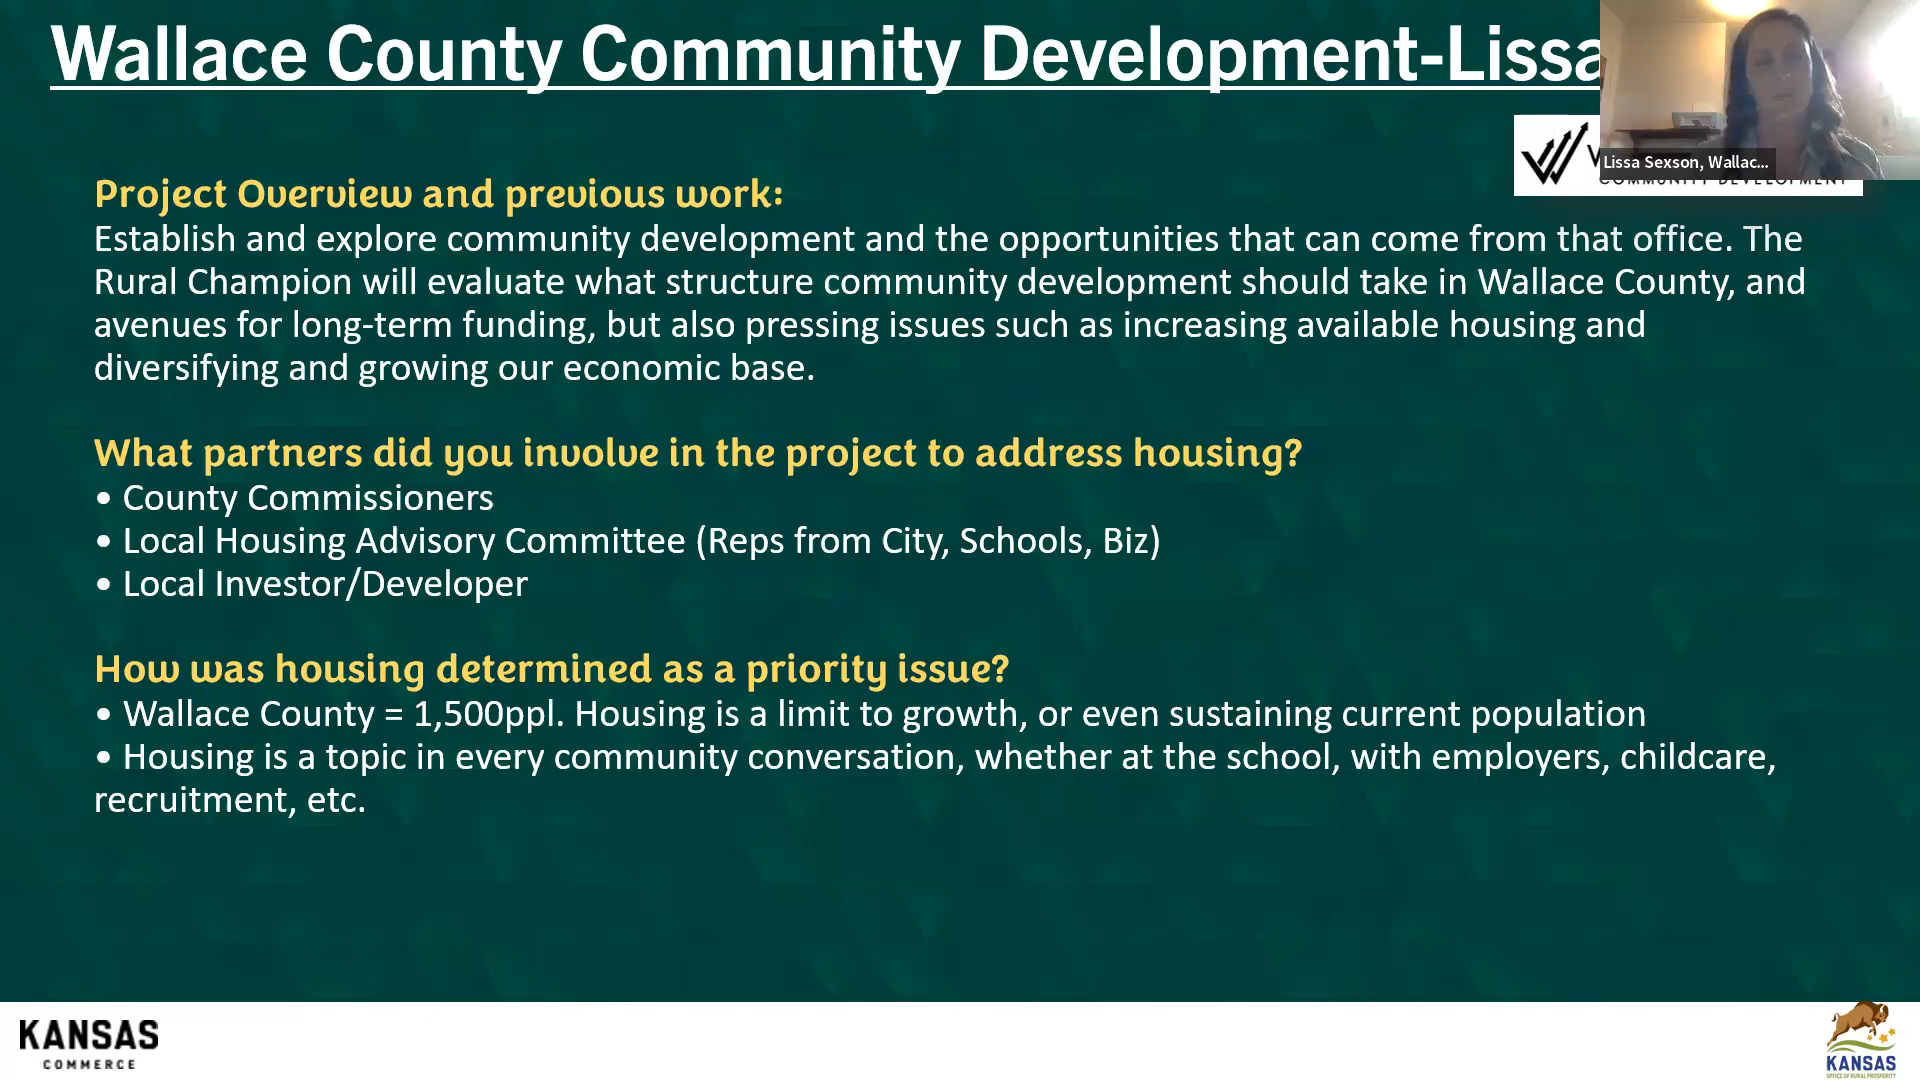 Wallace County Community Development-Lissa
Lissa Sexson, Wallac...
COMMUNITY DEVELOPMENT
Project Overview and previous work:
Establish and explore community development and the opportunities that can come from that office. The
Rural Champion will evaluate what structure community development should take in Wallace County, and
avenues for long-term funding, but also pressing issues such as increasing available housing and
diversifying and growing our economic base.
What partners did you involve in the project to address housing?
• County Commissioners
• Local Housing Advisory Committee (Reps from City, Schools, Biz)
• Local Investor/Developer
How was housing determined as a priority issue?
• Wallace County = 1,500ppl. Housing is a limit to growth, or even sustaining current population
• Housing is a topic in every community conversation, whether at the school, with employers, childcare,
recruitment, etc.
KANSAS
COMMERCE
KANSAS
OFFICE OF RURAL PROSPERITY